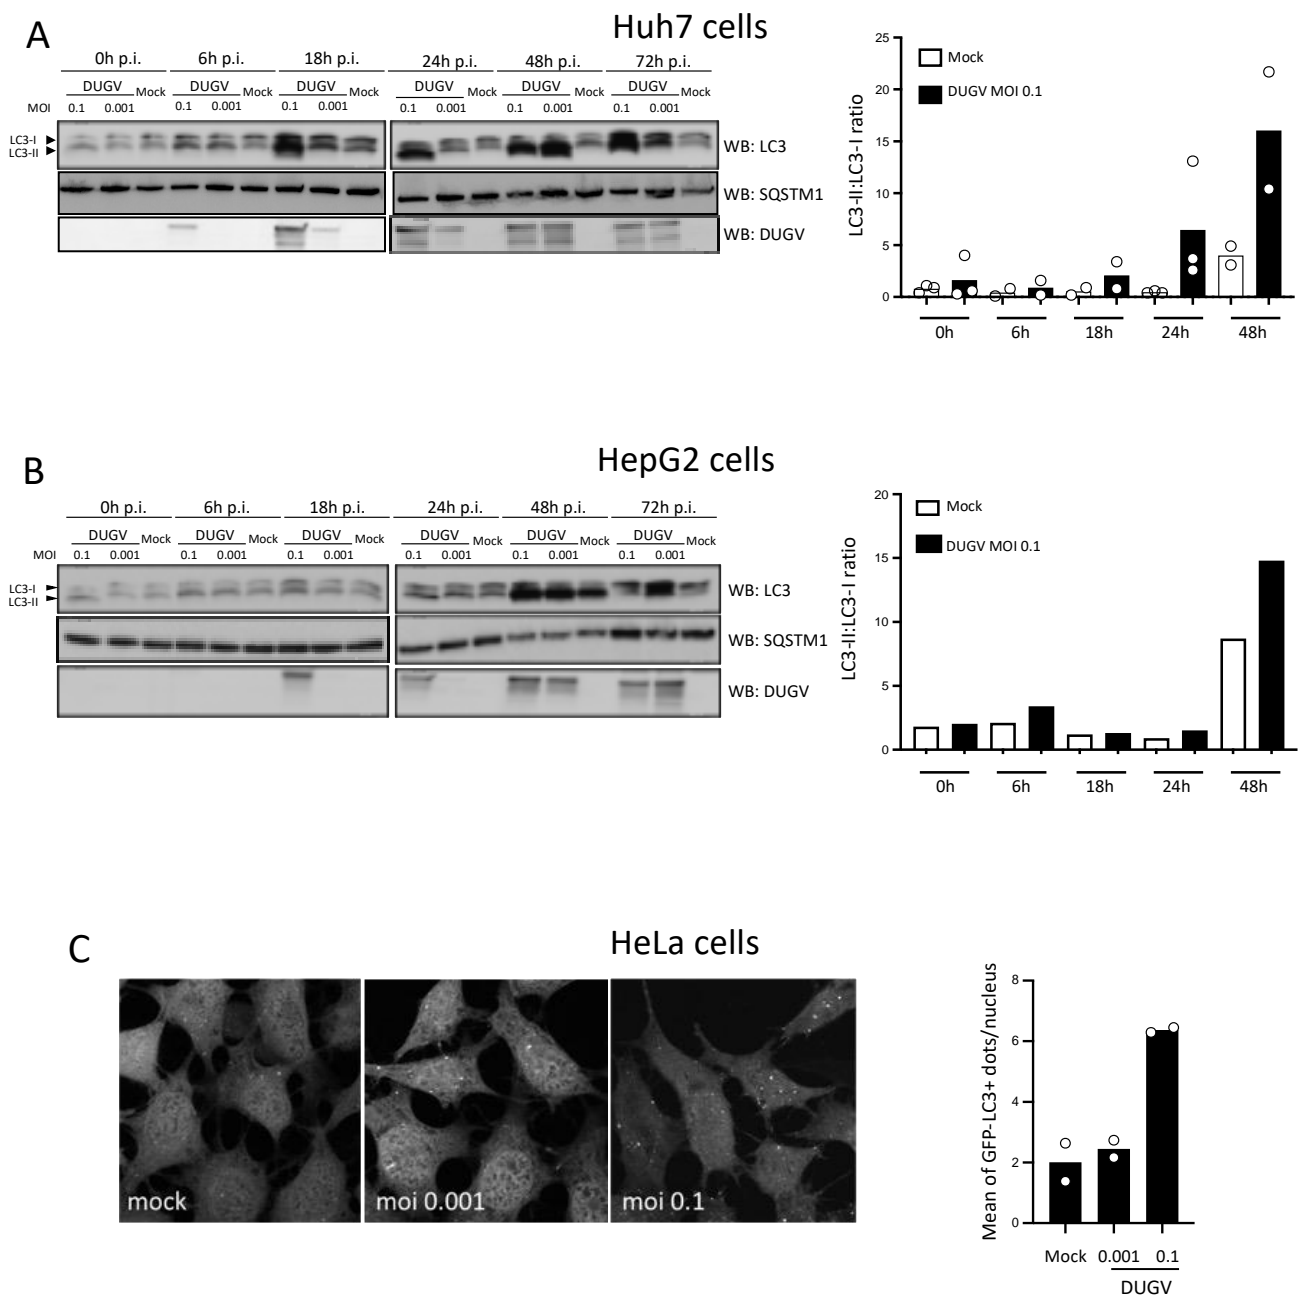 A
Huh7 cells
0h p.i. 6h p.i. 18h p.i. 24h p.i. 48h p.i. 72h p.i.
DUGV Mock DUGV Mock DUGV Mock DUGV Mock DUGV Mock DUGV Mock
MOI 0.1 0.001 0.1 0.001 0.1 0.001 0.1 0.001 0.1 0.001 0.1 0.001
LC3-I
LC3-II
WB: LC3
WB: SQSTM1
WB: DUGV
LC3-II:LC3-I ratio
25
20
15
10
5
0
Mock
DUGV MOI 0.1
0h 6h 18h 24h 48h
B
HepG2 cells
0h p.i. 6h p.i. 18h p.i. 24h p.i. 48h p.i. 72h p.i.
DUGV Mock DUGV Mock DUGV Mock DUGV Mock DUGV Mock DUGV Mock
MOI 0.1 0.001 0.1 0.001 0.1 0.001 0.1 0.001 0.1 0.001 0.1 0.001
LC3-I
LC3-II
WB: LC3
WB: SQSTM1
WB: DUGV
LC3-II:LC3-I ratio
20
15
10
5
0
Mock
DUGV MOI 0.1
0h 6h 18h 24h 48h
C
HeLa cells
mock
moi 0.001
moi 0.1
Mean of GFP-LC3+ dots/nucleus
8
6
4
2
0
Mock 0.001 0.1
DUGV